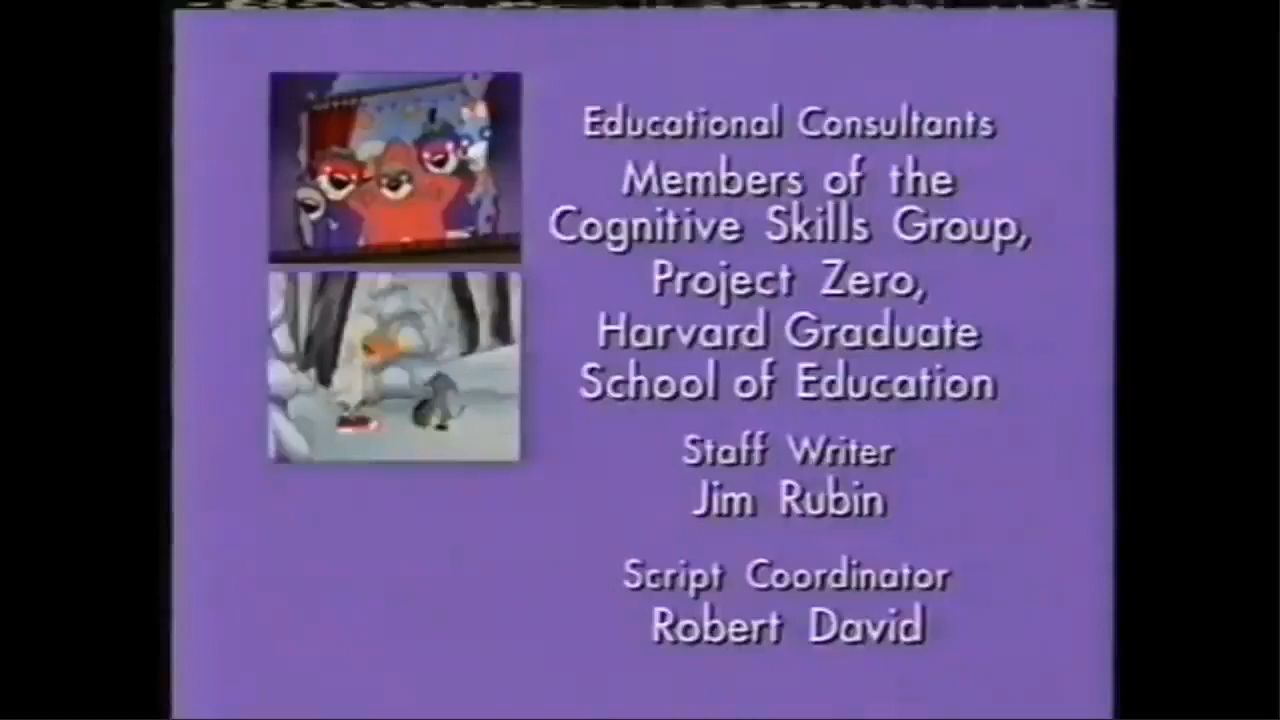 Educational Consultants
Members of the
Cognitive Skills Group,
Project Zero,
Harvard Graduate
School of Education
Staff Writer
Jim Rubin
Script Coordinator
Robert David